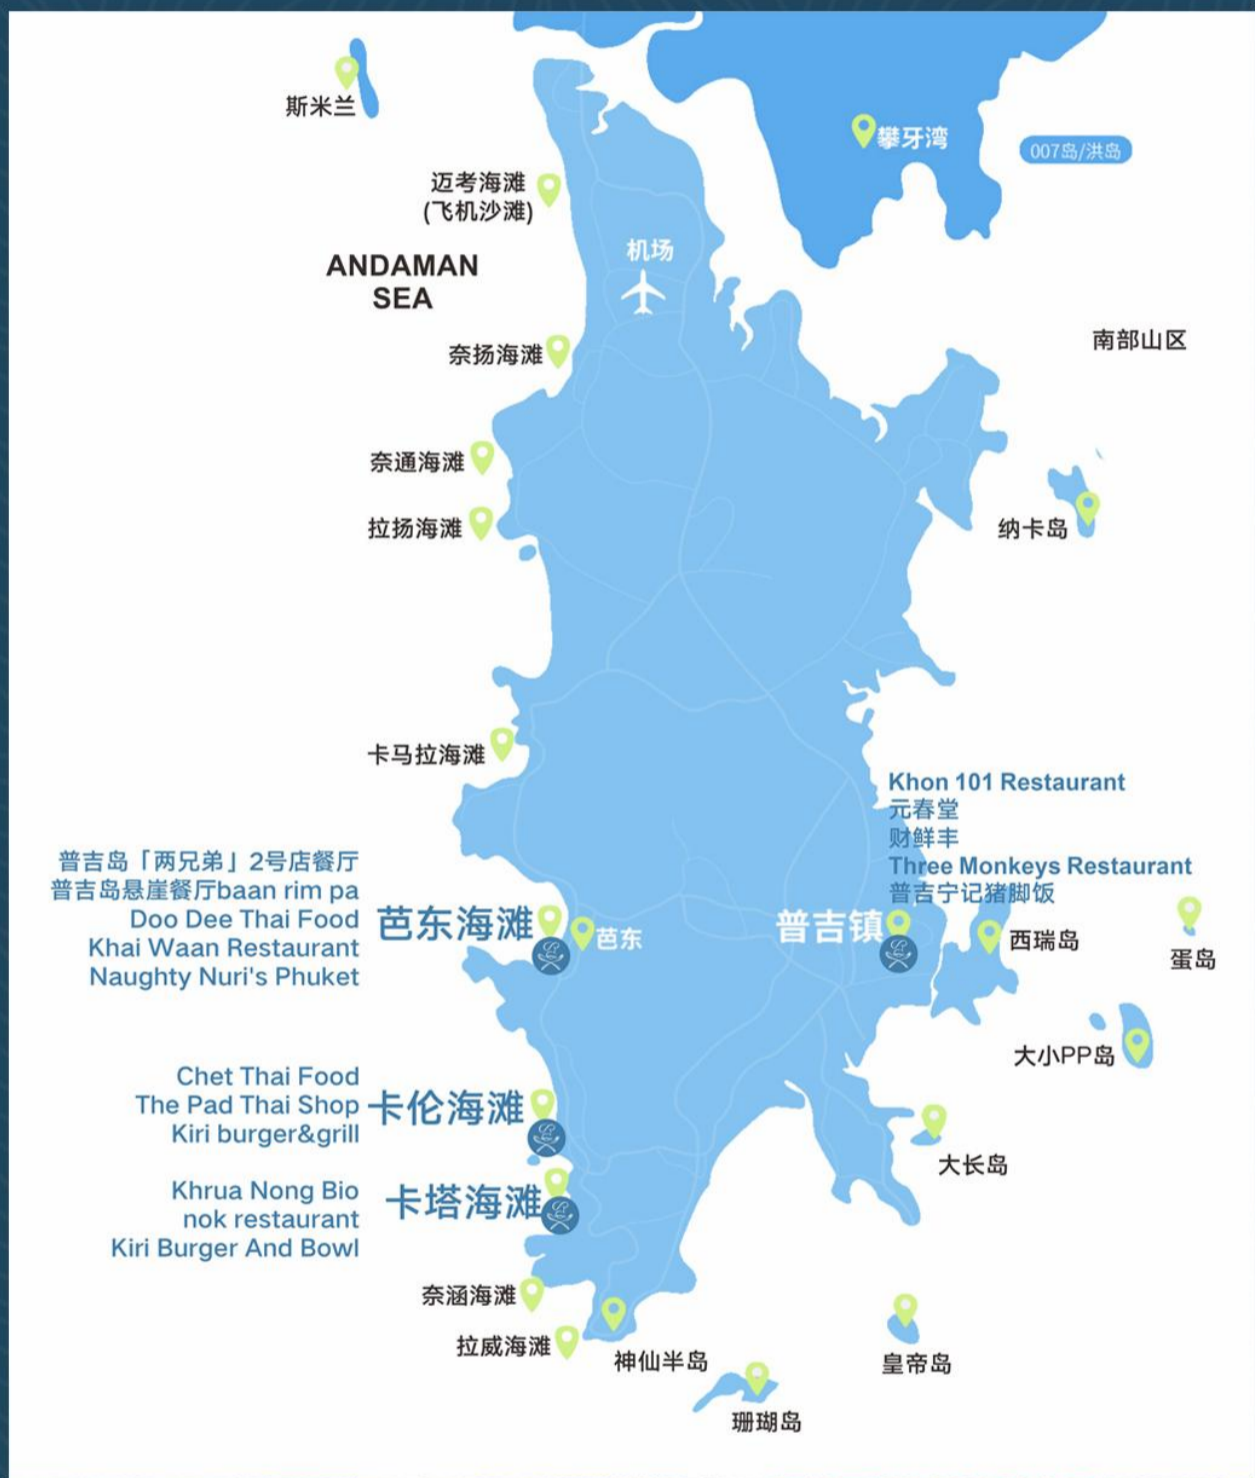 斯米兰
攀牙湾
007岛/洪岛
迈考海滩
(飞机沙滩)
机场
ANDAMAN
SEA
南部山区
奈扬海滩
奈通海滩
拉扬海滩
纳卡岛
卡马拉海滩
Khon 101 Restaurant
元春堂
财鲜丰
Three Monkeys Restaurant
普吉宁记猪脚饭
普吉岛「两兄弟」2号店餐厅
普吉岛悬崖餐厅baan rim pa
Doo Dee Thai Food
Khai Waan Restaurant
Naughty Nuri's Phuket
芭东海滩
芭东
普吉镇
西瑞岛
蛋岛
大小PP岛
Chet Thai Food
The Pad Thai Shop
Kiri burger&grill
卡伦海滩
大长岛
Khrua Nong Bio
nok restaurant
Kiri Burger And Bowl
卡塔海滩
奈涵海滩
拉威海滩
神仙半岛
皇帝岛
珊瑚岛